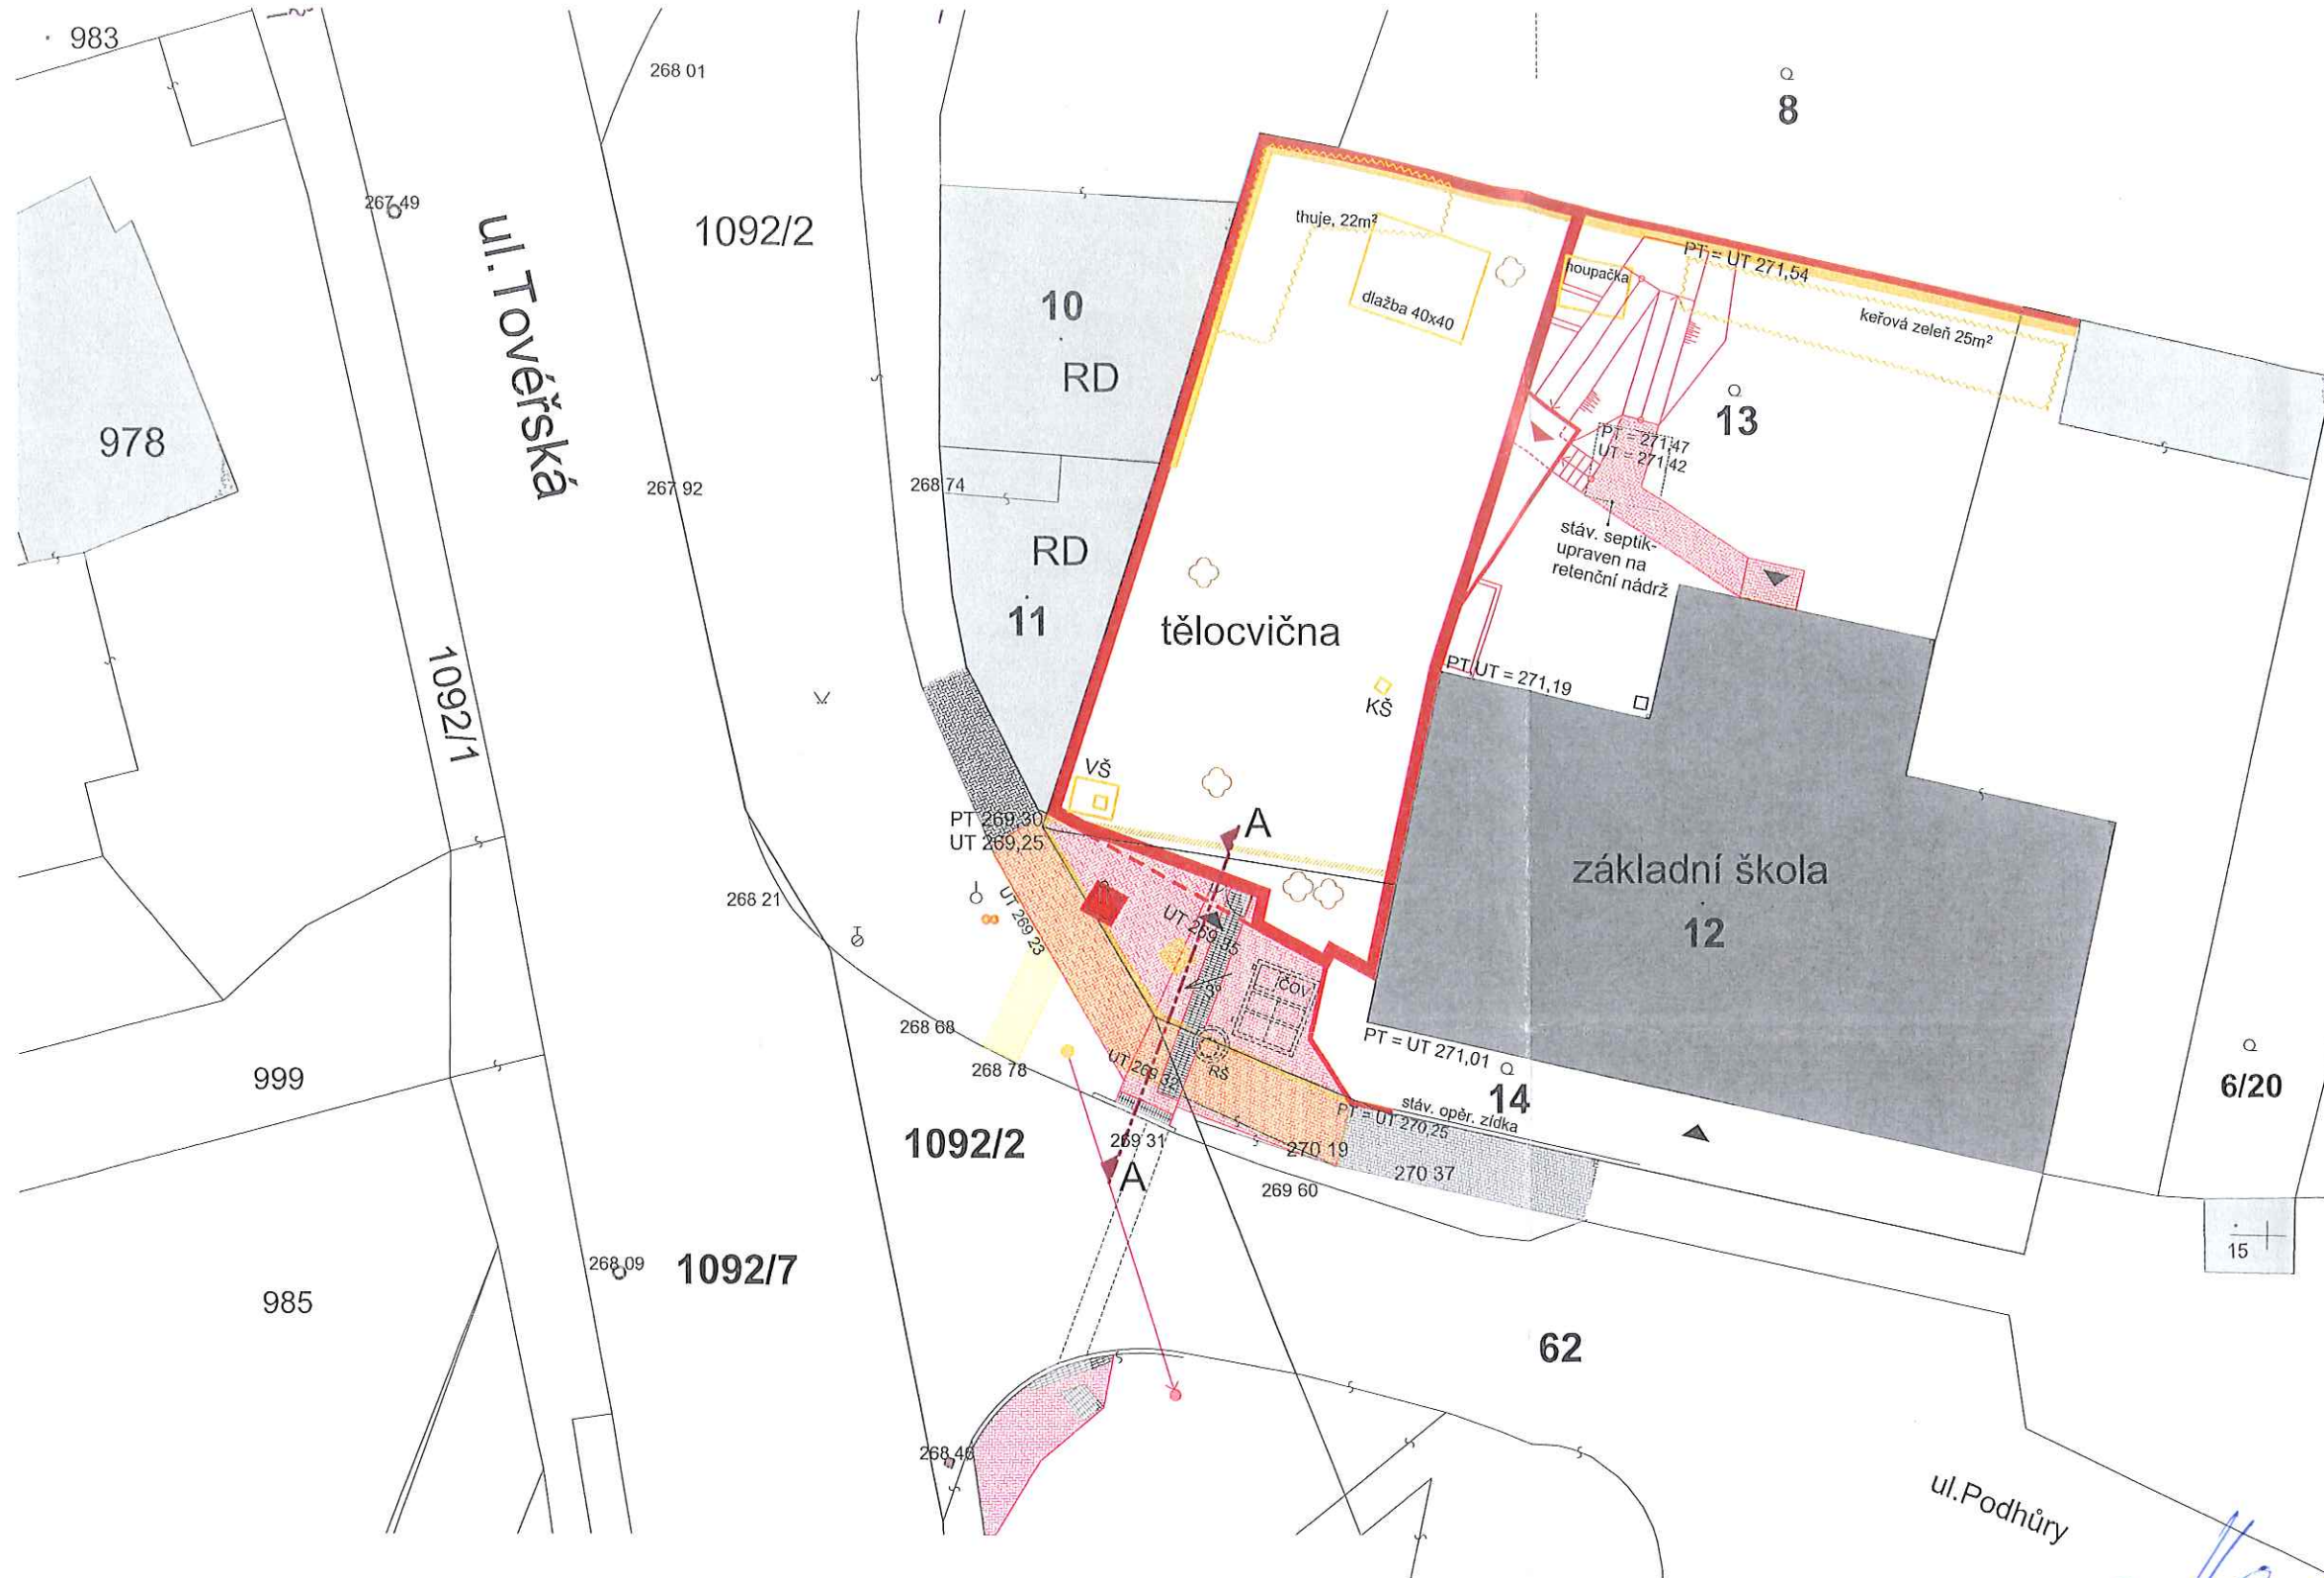 983
268 01
8
267 49
ul.Tovéřská
1092/2
thuje, 22m²
PT = UT 271,54
houpačka
10
dlažba 40x40
keřová zeleň 25m²
RD
13
978
PT = 271,47
UT = 271,42
267 92
268 74
RD
stáv. septik-
upraven na
retenční nádrž
11
tělocvična
PT UT = 271,19
1092/1
KŠ
VŠ
PT 269,30
UT 269,25
A
základní škola
12
268 21
UT 269 23
UT 269,35
ČOV
3°
268 68
PT = UT 271,01
268 78
UT 269 32
RŠ
999
14
6/20
stáv. opěr. zídka
PT = UT 270,25
1092/2
269 31
270 19
270 37
A
269 60
15
268 09
1092/7
985
62
268,46
ul.Podhůry